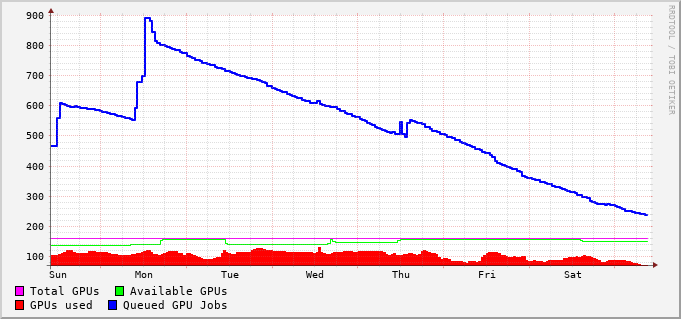 RRDTOOL / TOBI OETIKER
900
800
700
600
500
400
300
200
100
Sun Mon Tue Wed Thu Fri Sat
Total GPUs Available GPUs
GPUs used Queued GPU Jobs